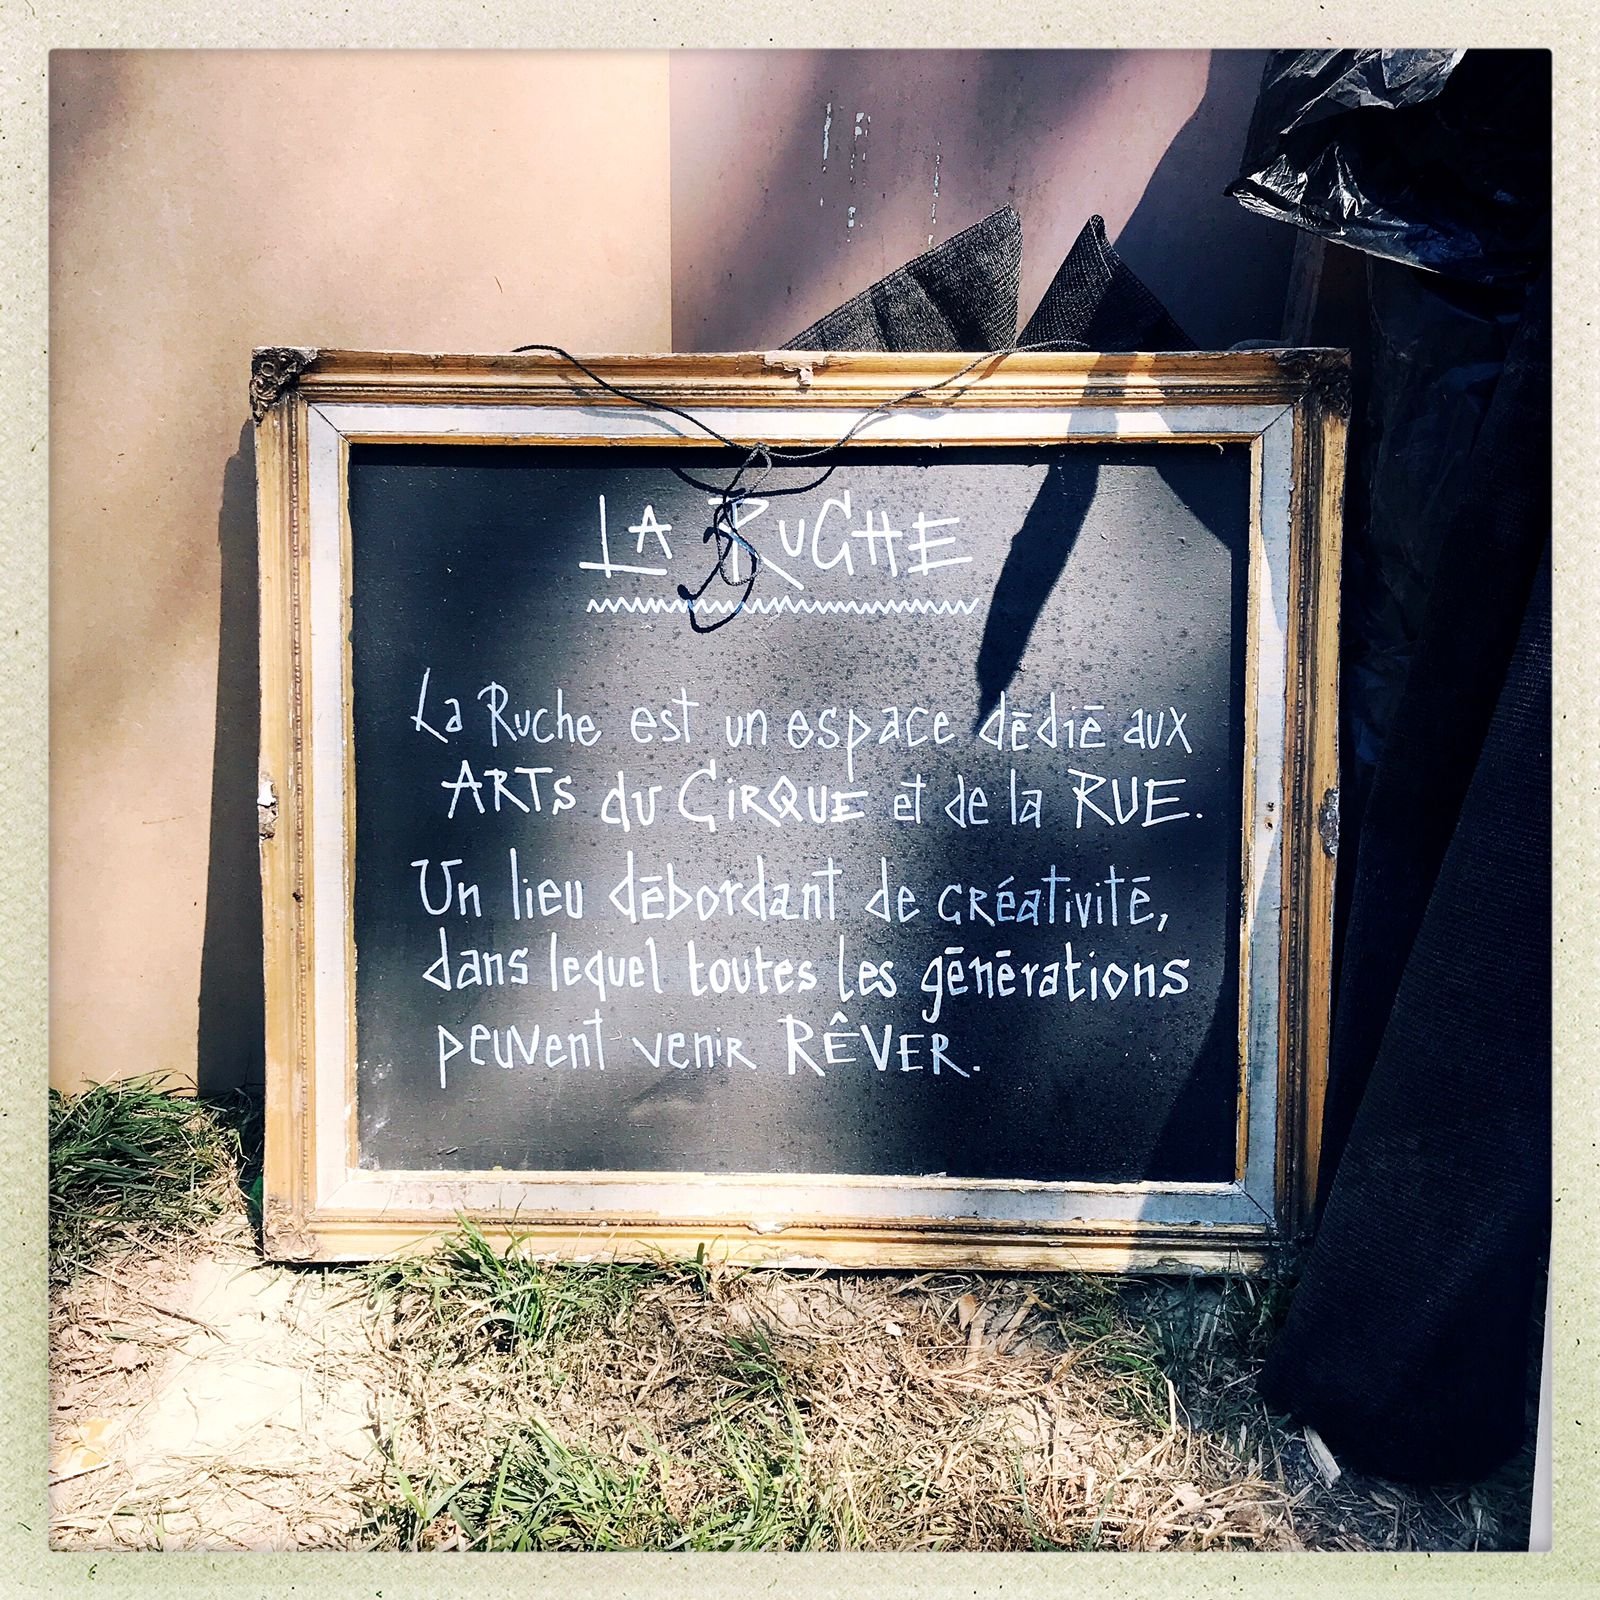 LA RUCHE
La Ruche est un espace dédié aux
ARTS du CIRQUE et de la RUE.
Un lieu débordant de créativité,
dans lequel toutes les générations
peuvent venir RÊVER.